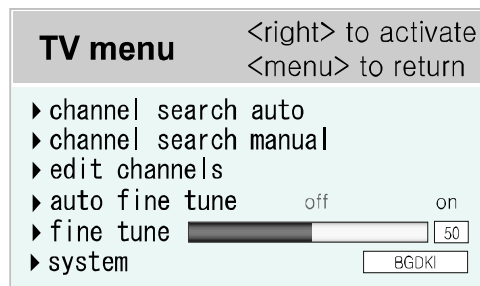 TV menu
<right> to activate
<menu> to return
channel search auto
channel search manual
edit channels
auto fine tune off on
fine tune 50
system BGDKI